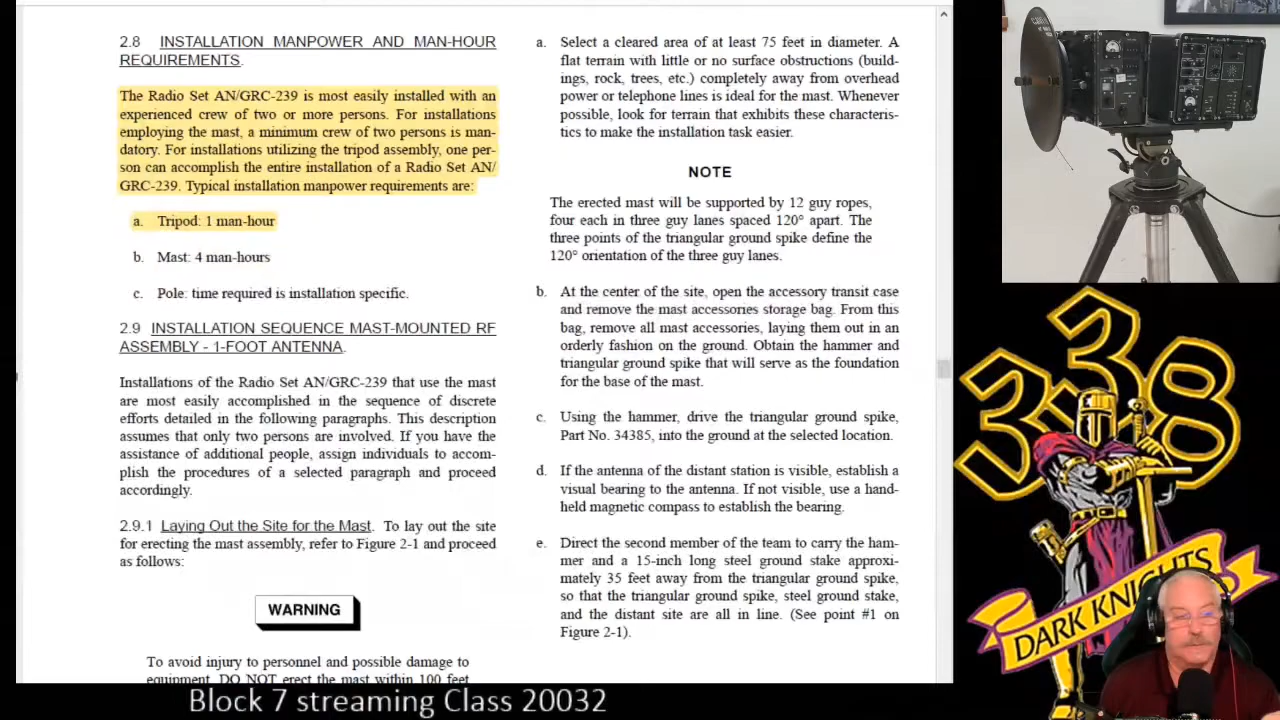 2.8 INSTALLATION MANPOWER AND MAN-HOUR
REQUIREMENTS.
The Radio Set AN/GRC-239 is most easily installed with an
experienced crew of two or more persons. For installations
employing the mast, a minimum crew of two persons is man-
datory. For installations utilizing the tripod assembly, one per-
son can accomplish the entire installation of a Radio Set AN/
GRC-239. Typical installation manpower requirements are:
a. Tripod: 1 man-hour
b. Mast: 4 man-hours
c. Pole: time required is installation specific.
2.9 INSTALLATION SEQUENCE MAST-MOUNTED RF
ASSEMBLY - 1-FOOT ANTENNA.
Installations of the Radio Set AN/GRC-239 that use the mast
are most easily accomplished in the sequence of discrete
efforts detailed in the following paragraphs. This description
assumes that only two persons are involved. If you have the
assistance of additional people, assign individuals to accom-
plish the procedures of a selected paragraph and proceed
accordingly.
2.9.1 Laying Out the Site for the Mast. To lay out the site
for erecting the mast assembly, refer to Figure 2-1 and proceed
as follows:
WARNING
To avoid injury to personnel and possible damage to
equipment, DO NOT erect the mast within 100 feet
a. Select a cleared area of at least 75 feet in diameter. A
flat terrain with little or no surface obstructions (build-
ings, rock, trees, etc.) completely away from overhead
power or telephone lines is ideal for the mast. Whenever
possible, look for terrain that exhibits these characteris-
tics to make the installation task easier.
NOTE
The erected mast will be supported by 12 guy ropes,
four each in three guy lanes spaced 120° apart. The
three points of the triangular ground spike define the
120° orientation of the three guy lanes.
b. At the center of the site, open the accessory transit case
and remove the mast accessories storage bag. From this
bag, remove all mast accessories, laying them out in an
orderly fashion on the ground. Obtain the hammer and
triangular ground spike that will serve as the foundation
for the base of the mast.
c. Using the hammer, drive the triangular ground spike,
Part No. 34385, into the ground at the selected location.
d. If the antenna of the distant station is visible, establish a
visual bearing to the antenna. If not visible, use a hand-
held magnetic compass to establish the bearing.
e. Direct the second member of the team to carry the ham-
mer and a 15-inch long steel ground stake approxi-
mately 35 feet away from the triangular ground spike,
so that the triangular ground spike, steel ground stake,
and the distant site are all in line. (See point #1 on
Figure 2-1).
338
DARK KNIGHTS
Block 7 streaming Class 20032